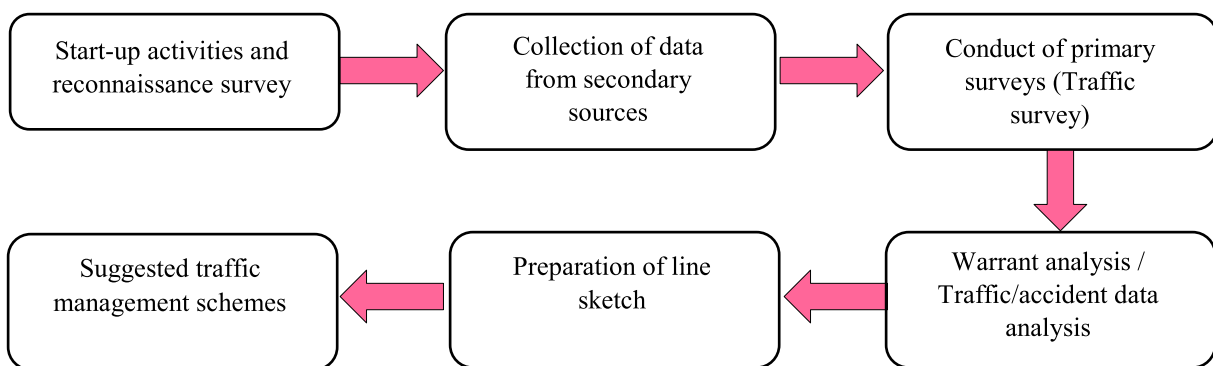 Start-up activities and
reconnaissance survey
Collection of data
from secondary
sources
Conduct of primary
surveys (Traffic
survey)
Warrant analysis /
Traffic/accident data
analysis
Preparation of line
sketch
Suggested traffic
management schemes